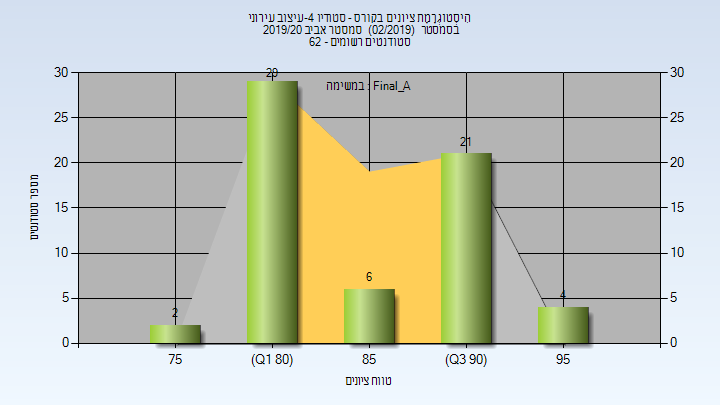 היסטוגרמת ציונים בקורס - סטודיו 4-עיצוב עירוני
בסמסטר (02/2019) סמסטר אביב 2019/20
סטודנטים רשומים - 62
במשימה : Final_A
30 30
25 25
20 20
15 15
10 10
5 5
0 0
2
29
6
21
4
75 (Q1 80) 85 (Q3 90) 95
מספר סטודנטים
טווח ציונים